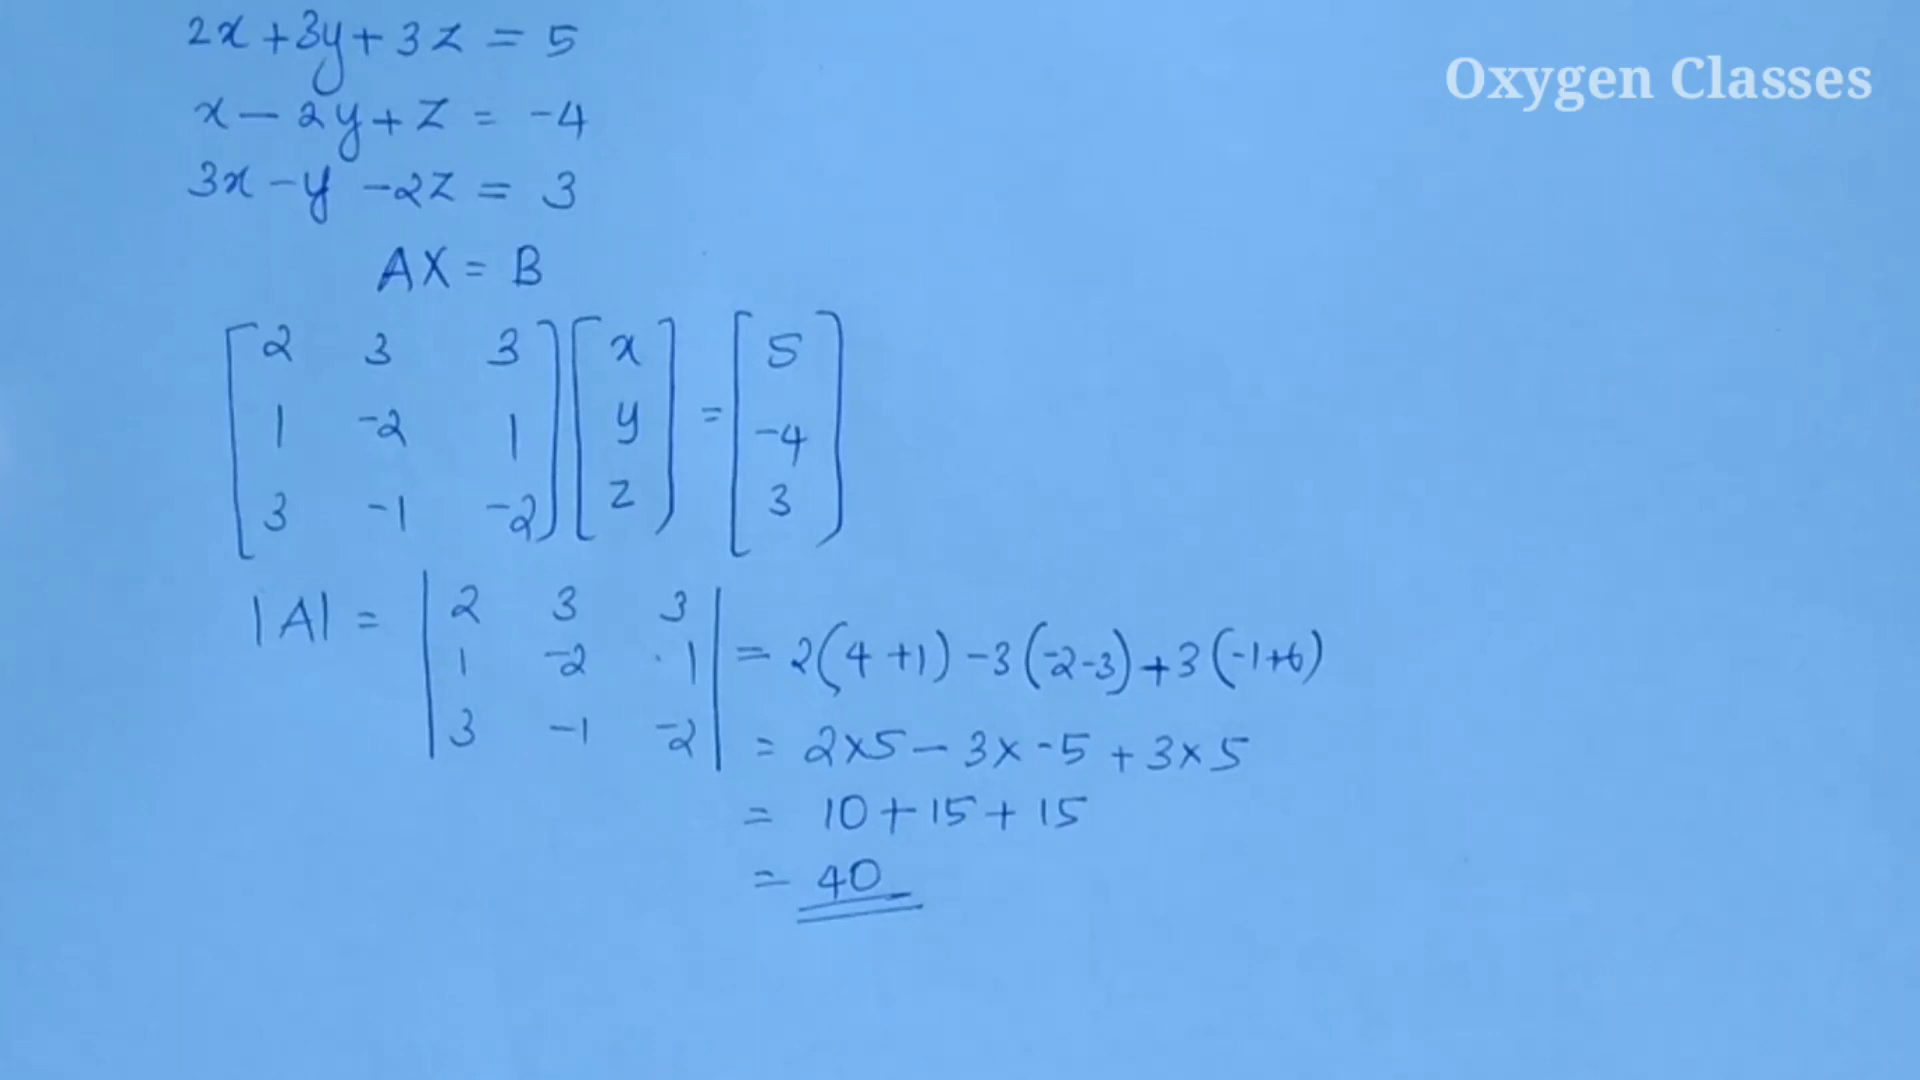 2x+3y+3z = 5
Oxygen Classes
x-2y+z = -4
3x-y-2z = 3
AX = B
[2 3 3] [x] = [5]
[1 -2 1] [y] [-4]
[3 -1 -2] [z] [3]
|A| = |2 3 3| = 2(4+1)-3(-2-3)+3(-1+6)
|1 -2 1|
|3 -1 -2| = 2×5-3×-5+3×5
= 10+15+15
= 40